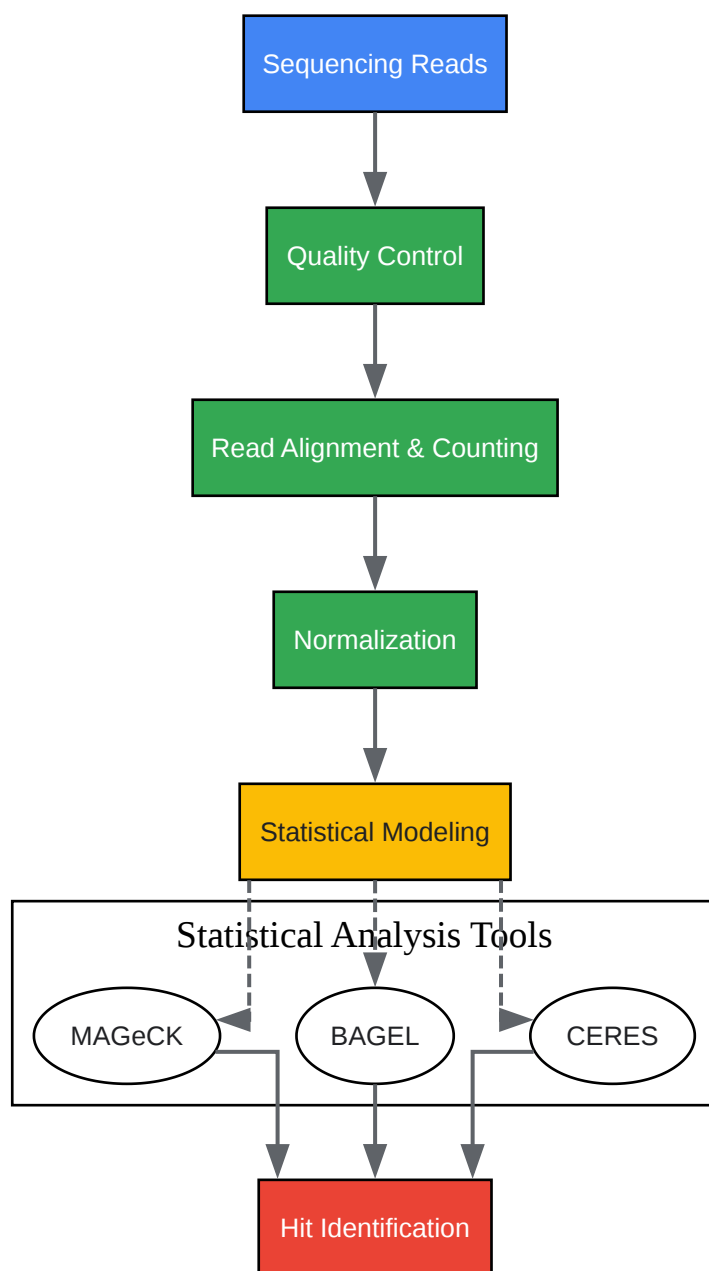 Sequencing Reads
Quality Control
Read Alignment & Counting
Normalization
Statistical Modeling
Statistical Analysis Tools
MAGeCK
BAGEL
CERES
Hit Identification